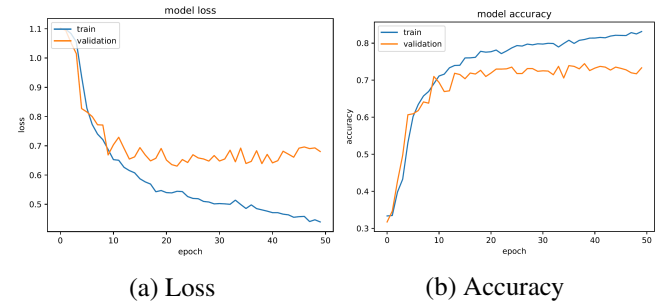 model loss
train
validation
1.1
1.0
0.9
0.8
0.7
0.6
0.5
loss
0 10 20 30 40 50
epoch
(a) Loss
model accuracy
train
validation
0.8
0.7
0.6
0.5
0.4
0.3
accuracy
0 10 20 30 40 50
epoch
(b) Accuracy